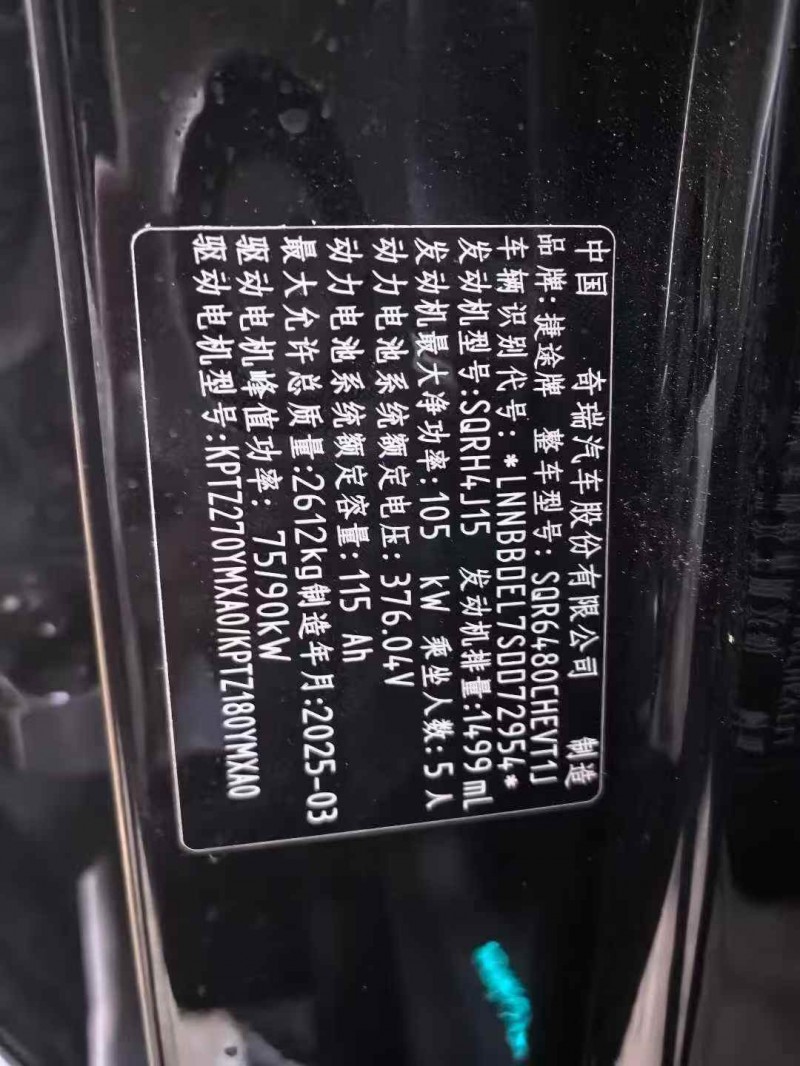 中国 奇瑞汽车股份有限公司 制造
品牌:捷途牌 整车型号:SQR6480CHEVT1J
车辆识别代号:*LNNBBDEL7SDD72954*
发动机型号:SQRH4J15 发动机排量:1499mL
发动机最大净功率:105 kW 乘坐人数:5人
动力电池系统额定电压:376.04V
动力电池系统额定容量:115 Ah
最大允许总质量:2612kg制造年月:2025-03
驱动电机峰值功率: 75/90kW
驱动电机型号:KPTZ270YMXA0/KPTZ180YMXA0